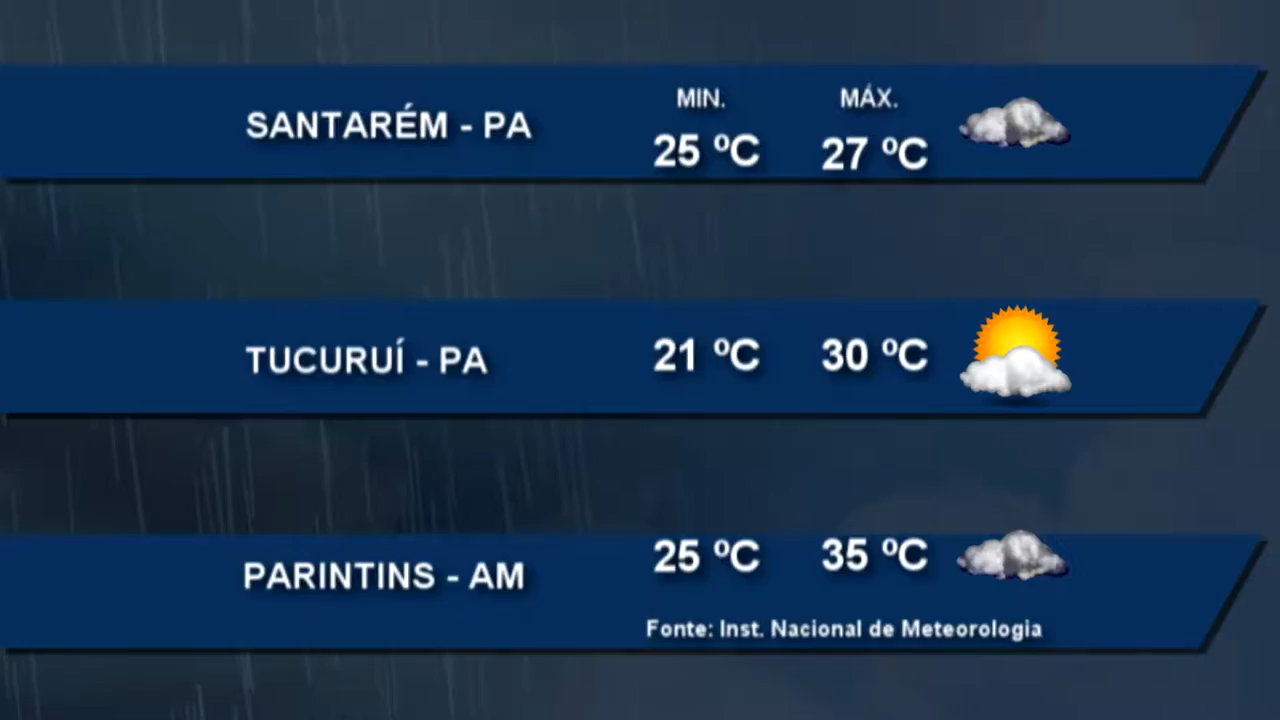 MIN. MÁX.
SANTARÉM - PA 25 ºC 27 ºC
TUCURUÍ - PA 21 ºC 30 ºC
PARINTINS - AM 25 ºC 35 ºC
Fonte: Inst. Nacional de Meteorologia